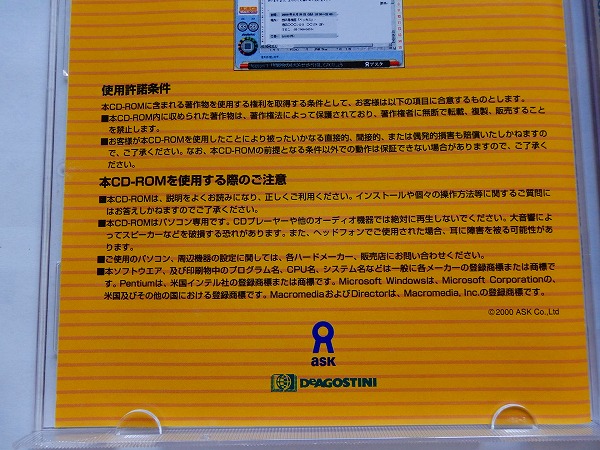 アスク
使用許諾条件
本CD-ROMに含まれる著作物を使用する権利を取得する条件として、お客様は以下の項目に合意するものとします。
■本CD-ROM内に収められた著作物は、著作権法によって保護されており、著作権者に無断で転載、複製、販売すること
を禁止します。
■お客様が本CD-ROMを使用したことにより被ったいかなる直接的、間接的、または偶発的損害も賠償いたしかねますの
で、ご了承ください。なお、本CD-ROMの前提となる条件以外での動作は保証できない場合がありますので、ご了承く
ださい。
本CD-ROMを使用する際のご注意
■本CD-ROMは、説明をよくお読みになり、正しくご利用ください。インストールや個々の操作方法等に関するご質問に
はお答えしかねますのでご了承ください。
■本CD-ROMはパソコン専用です。CDプレーヤーや他のオーディオ機器では絶対に再生しないでください。大音響によ
ってスピーカーなどを破損する恐れがあります。また、ヘッドフォンでご使用された場合、耳に障害を被る可能性があ
ります。
■ご使用のパソコン、周辺機器の設定に関しては、各ハードメーカー、販売店にお問い合わせください。
■本ソフトウエア、及び印刷物中のプログラム名、CPU名、システム名などは一般に各メーカーの登録商標または商標で
す。Pentiumは、米国インテル社の登録商標です。Microsoft Windowsは、Microsoft Corporationの、
米国及びその他の国における登録商標です。MacromediaおよびDirectorは、Macromedia, Inc.の登録商標です。
©2000 ASK Co.,Ltd
ASK
DeAGOSTINI